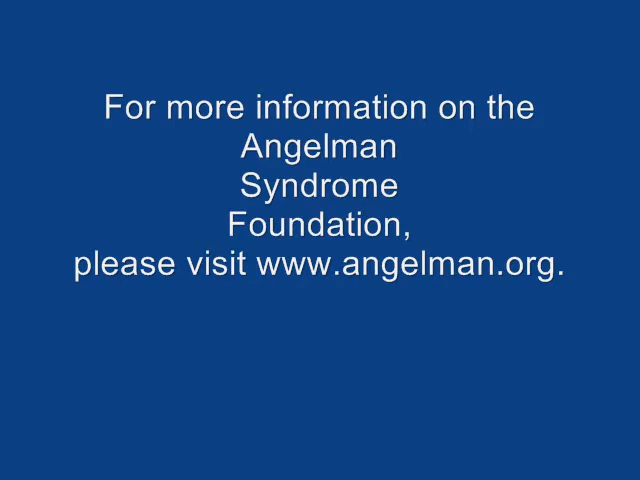 For more information on the
Angelman
Syndrome
Foundation,
please visit www.angelman.org.